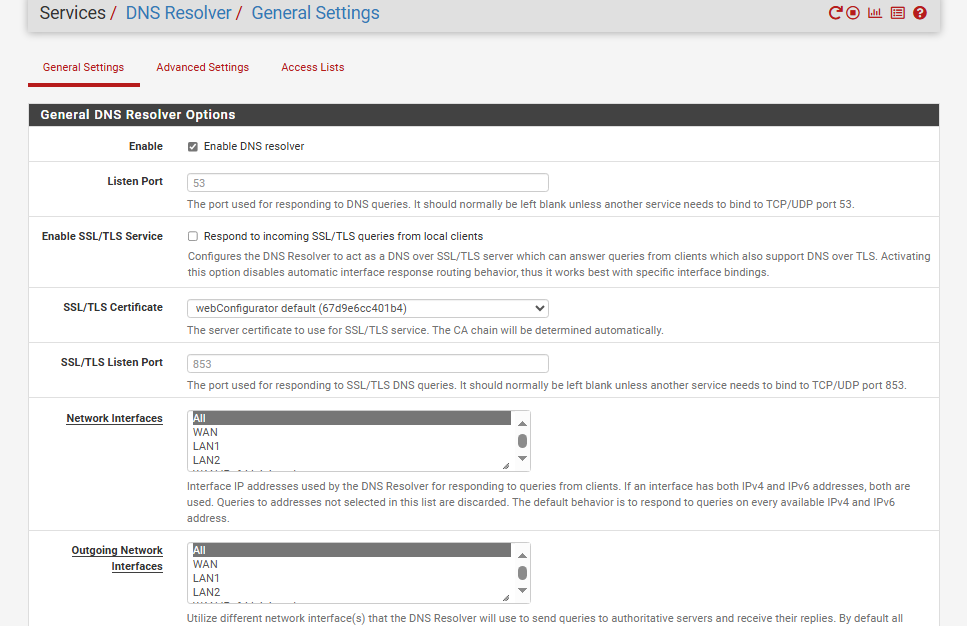 Services / DNS Resolver / General Settings
General Settings Advanced Settings Access Lists
General DNS Resolver Options
Enable Enable DNS resolver
Listen Port 53
The port used for responding to DNS queries. It should normally be left blank unless another service needs to bind to TCP/UDP port 53.
Enable SSL/TLS Service Respond to incoming SSL/TLS queries from local clients
Configures the DNS Resolver to act as a DNS over SSL/TLS server which can answer queries from clients which also support DNS over TLS. Activating
this option disables automatic interface response routing behavior, thus it works best with specific interface bindings.
SSL/TLS Certificate webConfigurator default (67d9e6cc401b4)
The server certificate to use for SSL/TLS service. The CA chain will be determined automatically.
SSL/TLS Listen Port 853
The port used for responding to SSL/TLS DNS queries. It should normally be left blank unless another service needs to bind to TCP/UDP port 853.
Network Interfaces All
WAN
LAN1
LAN2
Interface IP addresses used by the DNS Resolver for responding to queries from clients. If an interface has both IPv4 and IPv6 addresses, both are
used. Queries to addresses not selected in this list are discarded. The default behavior is to respond to queries on every available IPv4 and IPv6
address.
Outgoing Network Interfaces All
WAN
LAN1
LAN2
Utilize different network interface(s) that the DNS Resolver will use to send queries to authoritative servers and receive their replies. By default all